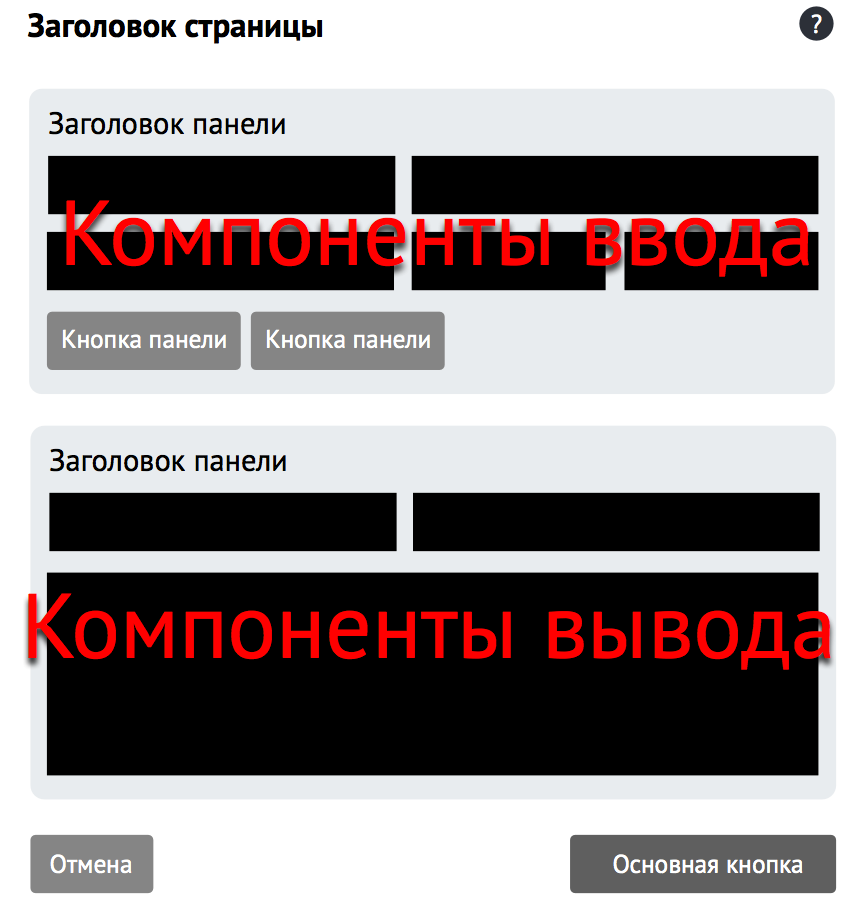 Заголовок страницы
?
Заголовок панели
Компоненты ввода
Кнопка панели
Кнопка панели
Заголовок панели
Компоненты вывода
Отмена
Основная кнопка